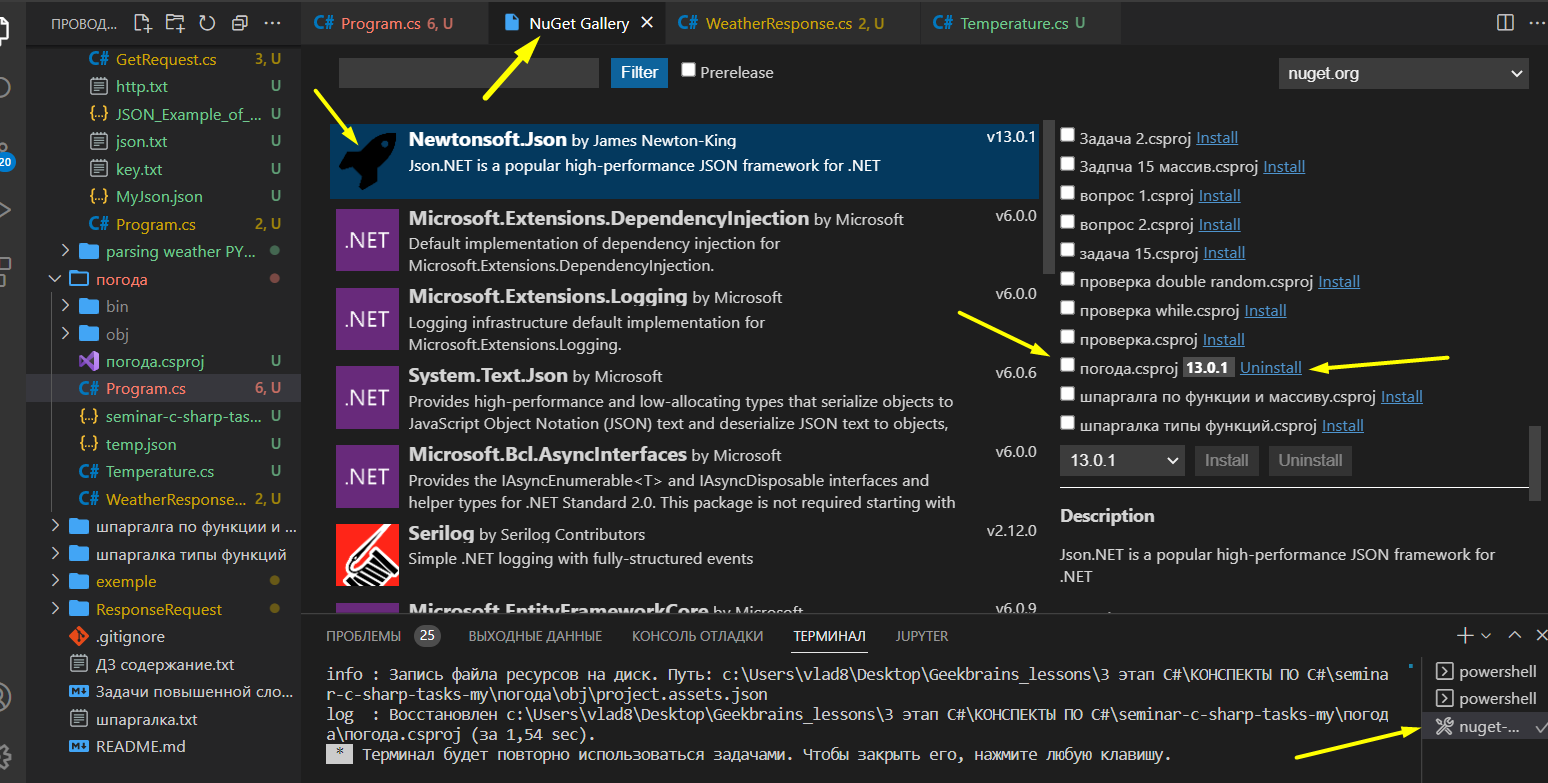 ПРОВОД...
Program.cs 6, U
NuGet Gallery
WeatherResponse.cs 2, U
Temperature.cs U
GetRequest.cs 3, U
http.txt U
JSON_Example_of_... U
json.txt U
key.txt U
MyJson.json U
Program.cs 2, U
parsing weather PY...
погода
bin
obj
погода.csproj U
Program.cs 6, U
seminar-c-sharp-tas... U
temp.json U
Temperature.cs U
WeatherResponse... 2, U
шпаргалга по функции и ...
шпаргалка типы функций
exemple
ResponseRequest
.gitignore
ДЗ содержание.txt
Задачи повышенной сло...
шпаргалка.txt
README.md
20
Filter
Prerelease
nuget.org
Newtonsoft.Json by James Newton-King v13.0.1
Json.NET is a popular high-performance JSON framework for .NET
.NET
Microsoft.Extensions.DependencyInjection by Microsoft v6.0.0
Default implementation of dependency injection for
Microsoft.Extensions.DependencyInjection.
.NET
Microsoft.Extensions.Logging by Microsoft v6.0.0
Logging infrastructure default implementation for
Microsoft.Extensions.Logging.
.NET
System.Text.Json by Microsoft v6.0.6
Provides high-performance and low-allocating types that serialize objects to
JavaScript Object Notation (JSON) text and deserialize JSON text to objects,
.NET
Microsoft.Bcl.AsyncInterfaces by Microsoft v6.0.0
Provides the IAsyncEnumerable<T> and IAsyncDisposable interfaces and
helper types for .NET Standard 2.0. This package is not required starting with
Serilog by Serilog Contributors v2.12.0
Simple .NET logging with fully-structured events
Microsoft.EntityFrameworkCore by Microsoft v6.0.9
Задача 2.csproj Install
Задпча 15 массив.csproj Install
вопрос 1.csproj Install
вопрос 2.csproj Install
задача 15.csproj Install
проверка double random.csproj Install
проверка while.csproj Install
проверка.csproj Install
погода.csproj 13.0.1 Uninstall
шпаргалга по функции и массиву.csproj Install
шпаргалка типы функций.csproj Install
13.0.1 Install Uninstall
Description
Json.NET is a popular high-performance JSON framework for
.NET
ПРОБЛЕМЫ 25 ВЫХОДНЫЕ ДАННЫЕ КОНСОЛЬ ОТЛАДКИ ТЕРМИНАЛ JUPYTER
info : Запись файла ресурсов на диск. Путь: c:\Users\vlad8\Desktop\Geekbrains_lessons\3 этап C#\КОНСПЕКТЫ ПО C#\semina
r-c-sharp-tasks-my\погода\obj\project.assets.json
log  : Восстановлен c:\Users\vlad8\Desktop\Geekbrains_lessons\3 этап C#\КОНСПЕКТЫ ПО C#\seminar-c-sharp-tasks-my\погод
а\погода.csproj (за 1,54 sec).
* Терминал будет повторно использоваться задачами. Чтобы закрыть его, нажмите любую клавишу.
powershell
powershell
nuget-...